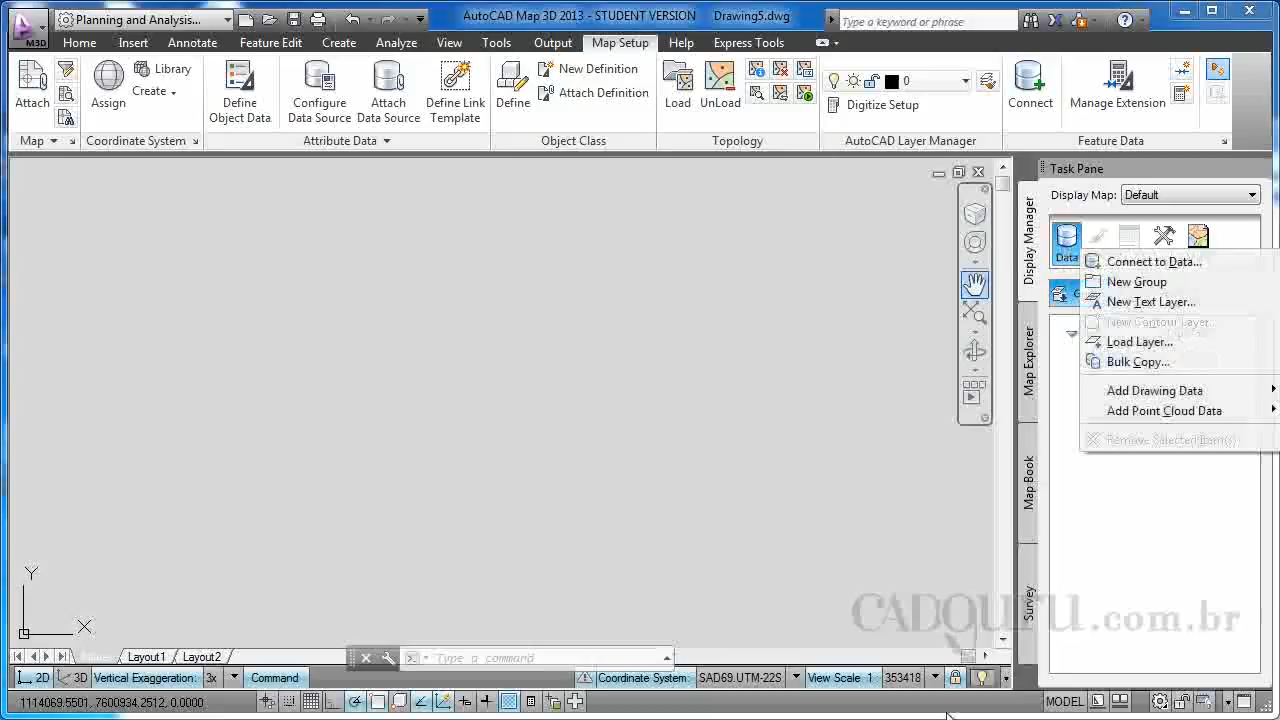 Planning and Analysis...
AutoCAD Map 3D 2013 - STUDENT VERSION Drawing5.dwg
Type a keyword or phrase
M3D
Home Insert Annotate Feature Edit Create Analyze View Tools Output Map Setup Help Express Tools
Attach
Assign
Library
Create
Define Object Data
Configure Data Source
Attach Data Source
Define Link Template
Define
New Definition
Attach Definition
Load
UnLoad
0
Digitize Setup
Connect
Manage Extension
Map
Coordinate System
Attribute Data
Object Class
Topology
AutoCAD Layer Manager
Feature Data
Task Pane
Display Map: Default
Data
Connect to Data...
New Group
New Text Layer...
New Contour Layer...
Load Layer...
Bulk Copy...
Add Drawing Data
Add Point Cloud Data
Remove Selected Item(s)
Display Manager
Map Explorer
Map Book
Survey
Y
X
CADGURU.com.br
Layout1 Layout2
Type a command
2D 3D Vertical Exaggeration: 3x Command
Coordinate System: SAD69.UTM-22S View Scale 1: 353418
1114069.5501, 7600934.2512, 0.0000
MODEL